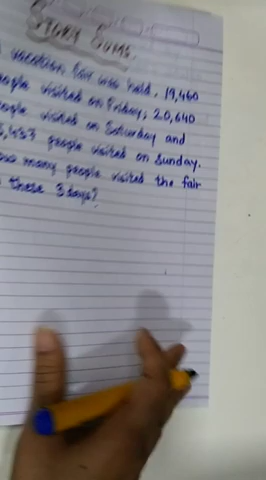 Story Sums.
vacation fair was held. 19,460
people visited on Friday, 20,640
people visited on Saturday and
,437 people visited on Sunday.
How many people visited the fair
these 3 days?